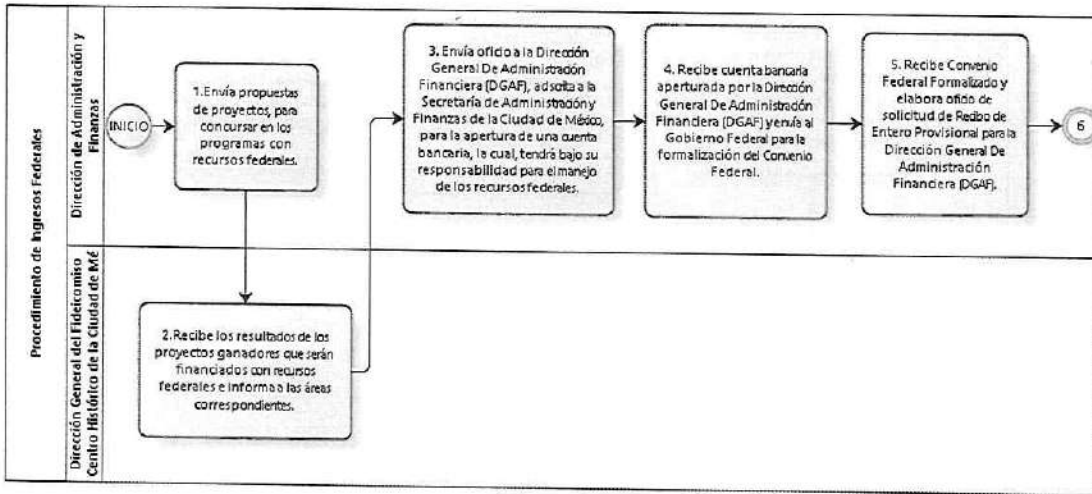 Procedimiento de Ingresos Federales
Dirección de Administración y
Finanzas
INICIO
1. Envía propuestas
de proyectos, para
concursar en los
programas con
recursos federales.
3. Envía oficio a la Dirección
General De Administración
Financiera (DGAF), adscrita a la
Secretaría de Administración y
Finanzas de la Ciudad de México,
para la apertura de una cuenta
bancaria, la cual, tendrá bajo su
responsabilidad para el manejo
de los recursos federales.
4. Recibe cuenta bancaria
aperturada por la Dirección
General De Administración
Financiera (DGAF) y envía al
Gobierno Federal para la
formalización del Convenio
Federal.
5. Recibe Convenio
Federal Formalizado y
elabora oficio de
solicitud de Recibo de
Entero Provisional para la
Dirección General De
Administración
Financiera (DGAF).
6
Dirección General del Fideicomiso
Centro Histórico de la Ciudad de Mé
2. Recibe los resultados de los
proyectos ganadores que serán
financiados con recursos
federales e informa a las áreas
correspondientes.